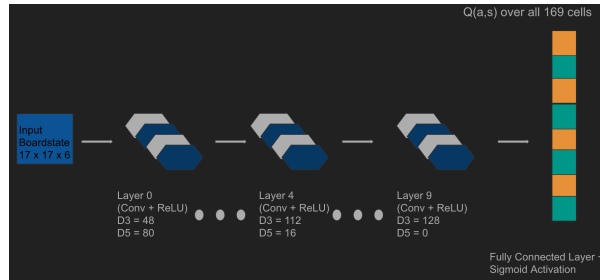 Q(a,s) over all 169 cells
Input
Boardstate
17 x 17 x 6
Layer 0
(Conv + ReLU)
D3 = 48
D5 = 80
Layer 4
(Conv + ReLU)
D3 = 112
D5 = 16
Layer 9
(Conv + ReLU)
D3 = 128
D5 = 0
Fully Connected Layer -
Sigmoid Activation